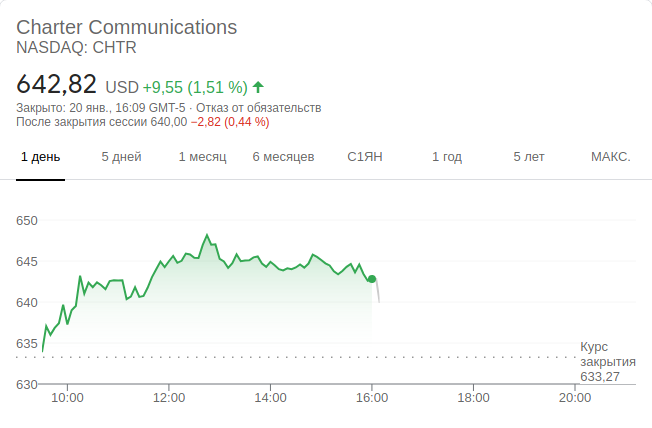 Charter Communications
NASDAQ: CHTR
642,82 USD +9,55 (1,51 %)
Закрыто: 20 янв., 16:09 GMT-5 · Отказ от обязательств
После закрытия сессии 640,00 −2,82 (0,44 %)
1 день 5 дней 1 месяц 6 месяцев С1ЯН 1 год 5 лет МАКС.
650
645
640
635
Курс
закрытия
633,27
630
10:00 12:00 14:00 16:00 18:00 20:00